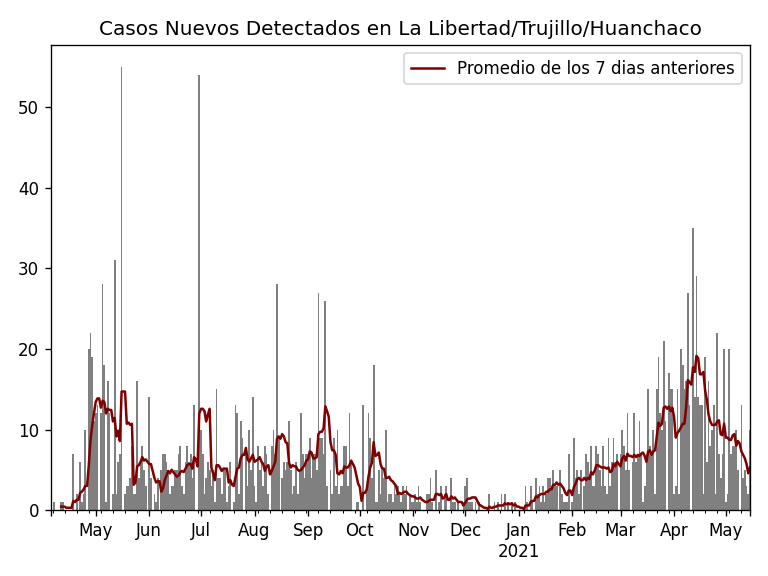 Casos Nuevos Detectados en La Libertad/Trujillo/Huanchaco
Promedio de los 7 dias anteriores
50
40
30
20
10
0
May Jun Jul Aug Sep Oct Nov Dec Jan Feb Mar Apr May
2021